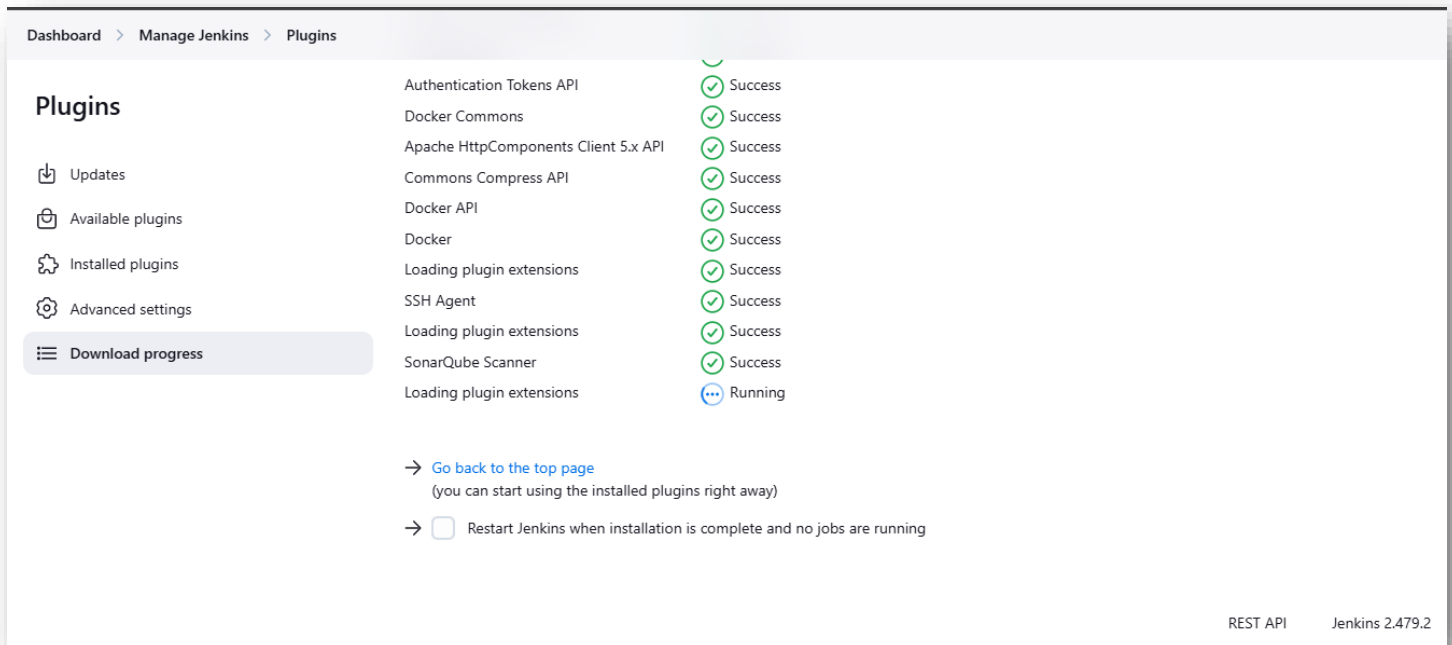 Dashboard > Manage Jenkins > Plugins
Plugins
Updates
Available plugins
Installed plugins
Advanced settings
Download progress
Authentication Tokens API Success
Docker Commons Success
Apache HttpComponents Client 5.x API Success
Commons Compress API Success
Docker API Success
Docker Success
Loading plugin extensions Success
SSH Agent Success
Loading plugin extensions Success
SonarQube Scanner Success
Loading plugin extensions Running
Go back to the top page
(you can start using the installed plugins right away)
Restart Jenkins when installation is complete and no jobs are running
REST API Jenkins 2.479.2